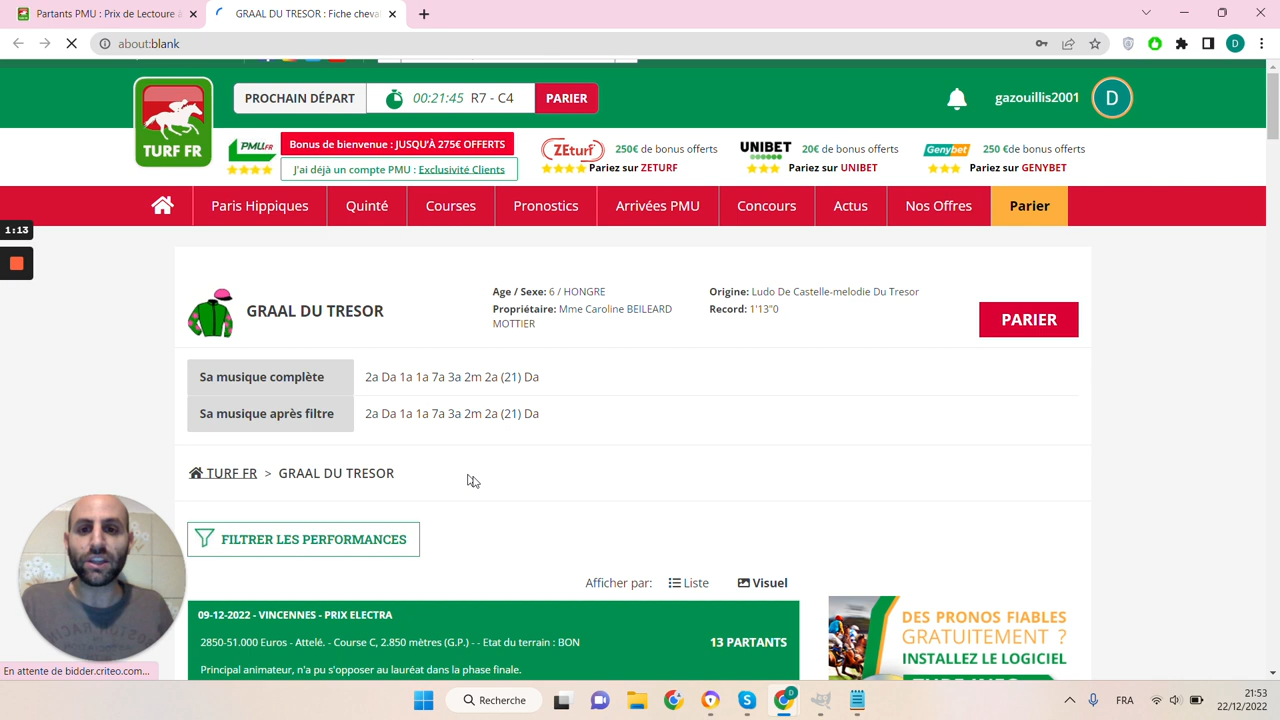 Partants PMU : Prix de Lecture à
GRAAL DU TRESOR : Fiche cheva
about:blank
D
PROCHAIN DÉPART
00:21:45 R7 - C4
PARIER
gazouillis2001
D
TURF FR
PMU.FR
Bonus de bienvenue : JUSQU'À 275€ OFFERTS
J'ai déjà un compte PMU : Exclusivité Clients
ZEturf
250€ de bonus offerts
Pariez sur ZETURF
UNIBET
20€ de bonus offerts
Pariez sur UNIBET
Genybet
250 €de bonus offerts
Pariez sur GENYBET
Paris Hippiques
Quinté
Courses
Pronostics
Arrivées PMU
Concours
Actus
Nos Offres
Parier
1:13
GRAAL DU TRESOR
Age / Sexe: 6 / HONGRE
Propriétaire: Mme Caroline BEILEARD
MOTTIER
Origine: Ludo De Castelle-melodie Du Tresor
Record: 1'13"0
PARIER
Sa musique complète
2a Da 1a 1a 7a 3a 2m 2a (21) Da
Sa musique après filtre
2a Da 1a 1a 7a 3a 2m 2a (21) Da
TURF FR > GRAAL DU TRESOR
FILTRER LES PERFORMANCES
Afficher par:
Liste
Visuel
09-12-2022 - VINCENNES - PRIX ELECTRA
2850-51.000 Euros - Attelé. - Course C, 2.850 mètres (G.P.) - - Etat du terrain : BON
13 PARTANTS
Principal animateur, n'a pu s'opposer au lauréat dans la phase finale.
DES PRONOS FIABLES
GRATUITEMENT ?
INSTALLEZ LE LOGICIEL
En attente de bidder.criteo.com...
Recherche
D
FRA
21:53
22/12/2022